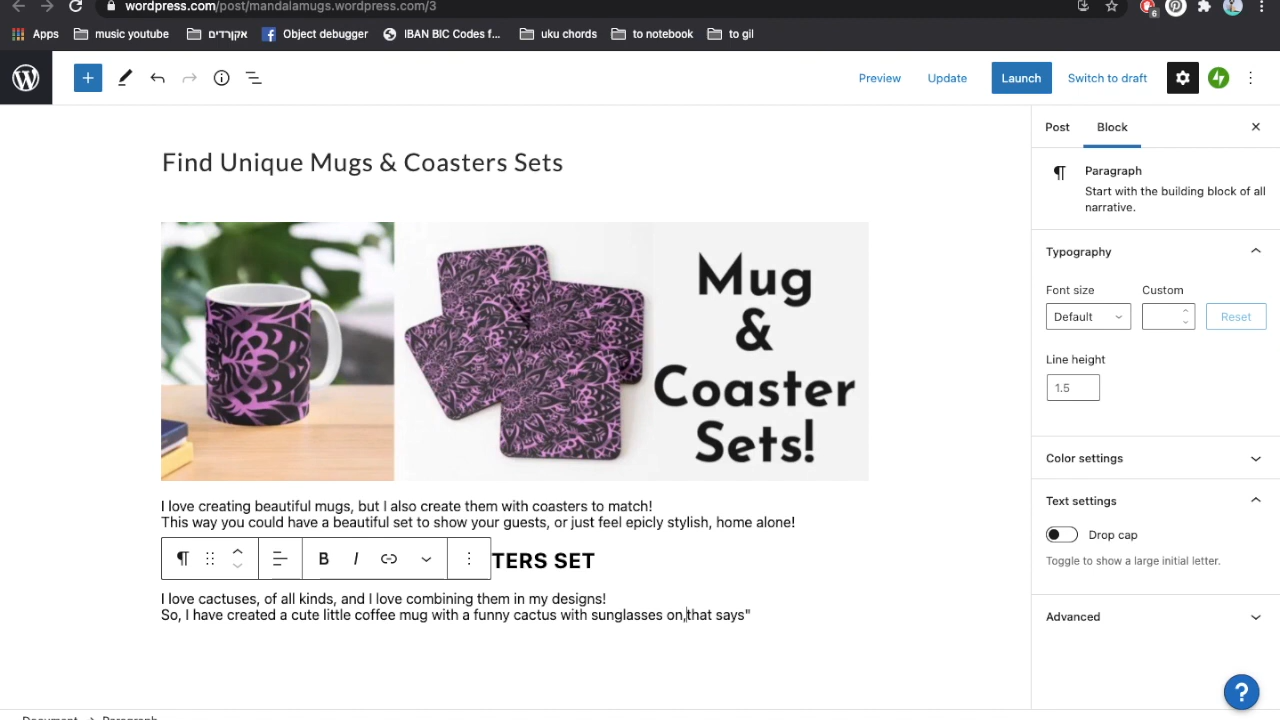 wordpress.com/post/mandalamugs.wordpress.com/3
Apps music youtube אקורדים Object debugger IBAN BIC Codes f... uku chords to notebook to gil
Preview Update Launch Switch to draft
Post Block
Find Unique Mugs & Coasters Sets
Paragraph
Start with the building block of all
narrative.
Typography
Font size Custom
Default Reset
Line height
1.5
Mug
&
Coaster
Sets!
Color settings
Text settings
Drop cap
Toggle to show a large initial letter.
Advanced
I love creating beautiful mugs, but I also create them with coasters to match!
This way you could have a beautiful set to show your guests, or just feel epicly stylish, home alone!
B I
TERS SET
I love cactuses, of all kinds, and I love combining them in my designs!
So, I have created a cute little coffee mug with a funny cactus with sunglasses on,that says"
Document Paragraph